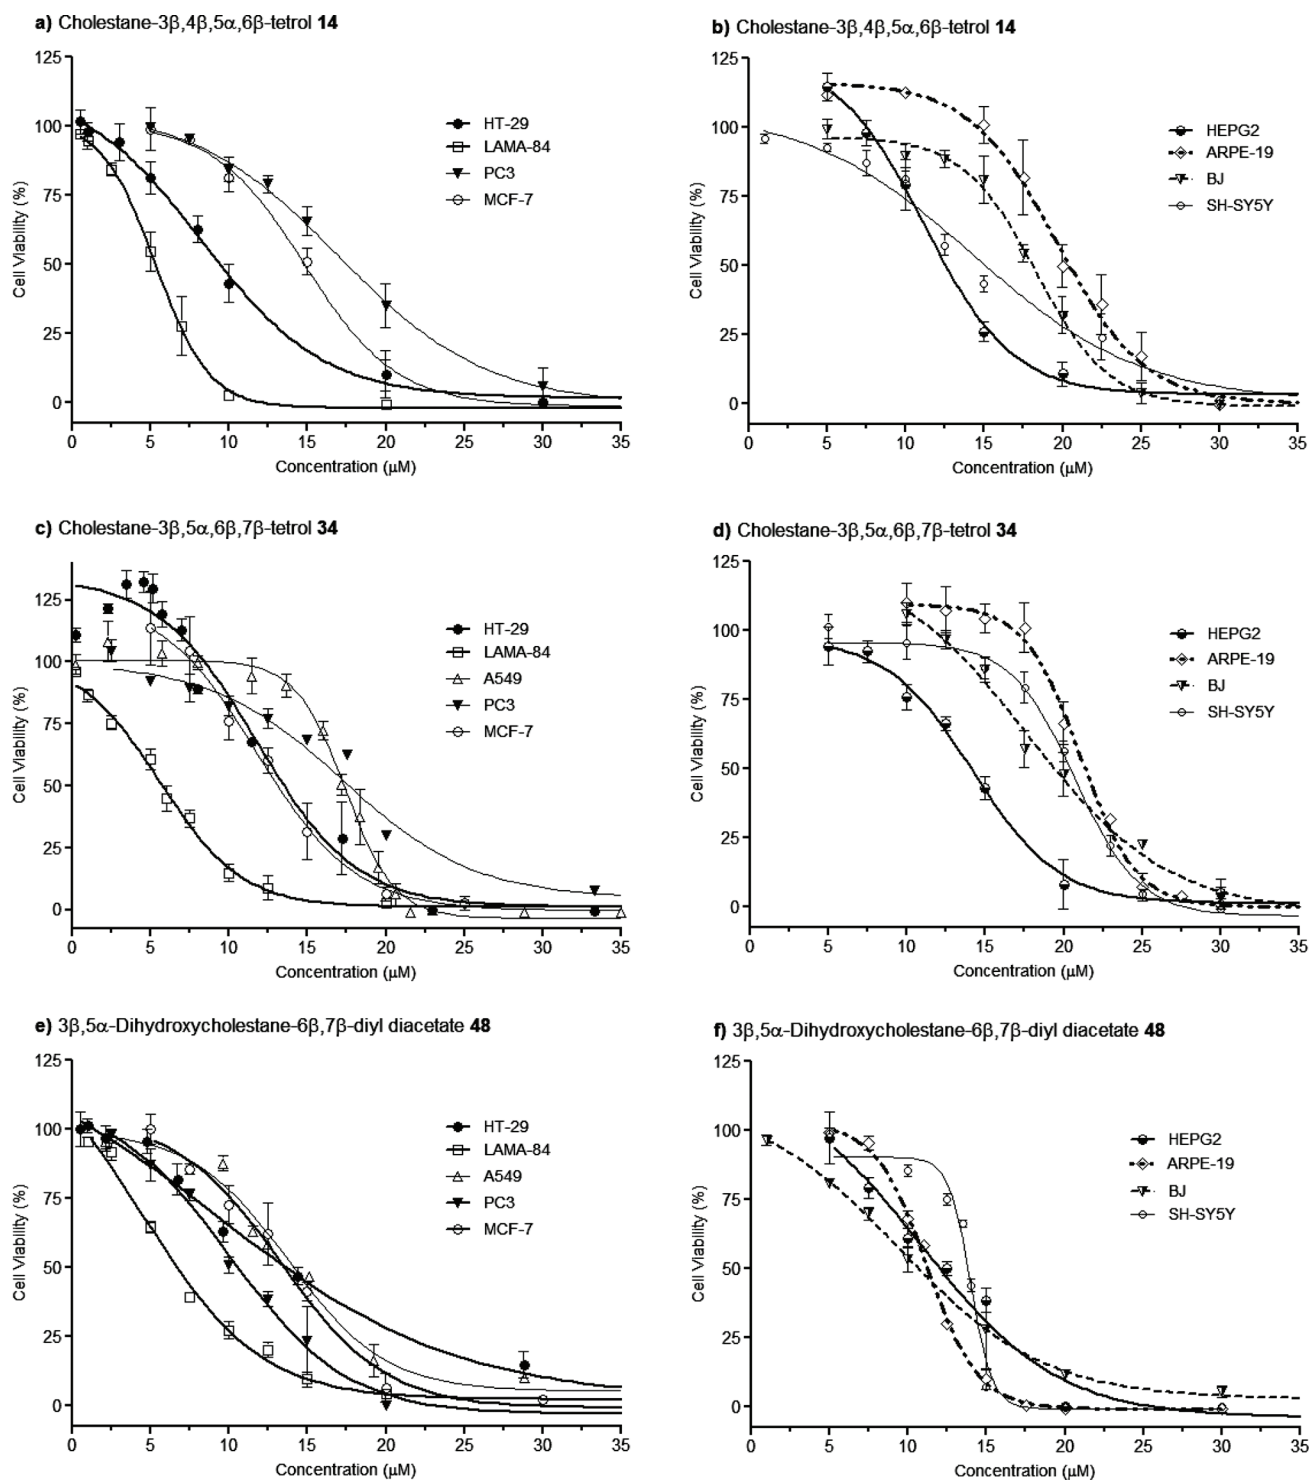 a) Cholestane-3β,4β,5α,6β-tetrol 14
125
100
75
50
25
0
Cell Viability (%)
0 5 10 15 20 25 30 35
Concentration (μM)
HT-29
LAMA-84
PC3
MCF-7
b) Cholestane-3β,4β,5α,6β-tetrol 14
125
100
75
50
25
0
Cell Viability (%)
0 5 10 15 20 25 30 35
Concentration (μM)
HEPG2
ARPE-19
BJ
SH-SY5Y
c) Cholestane-3β,5α,6β,7β-tetrol 34
125
100
75
50
25
0
Cell Viability (%)
0 5 10 15 20 25 30 35
Concentration (μM)
HT-29
LAMA-84
A549
PC3
MCF-7
d) Cholestane-3β,5α,6β,7β-tetrol 34
125
100
75
50
25
0
Cell Viability (%)
0 5 10 15 20 25 30 35
Concentration (μM)
HEPG2
ARPE-19
BJ
SH-SY5Y
e) 3β,5α-Dihydroxycholestane-6β,7β-diyl diacetate 48
125
100
75
50
25
0
Cell Viability (%)
0 5 10 15 20 25 30 35
Concentration (μM)
HT-29
LAMA-84
A549
PC3
MCF-7
f) 3β,5α-Dihydroxycholestane-6β,7β-diyl diacetate 48
125
100
75
50
25
0
Cell Viability (%)
0 5 10 15 20 25 30 35
Concentration (μM)
HEPG2
ARPE-19
BJ
SH-SY5Y